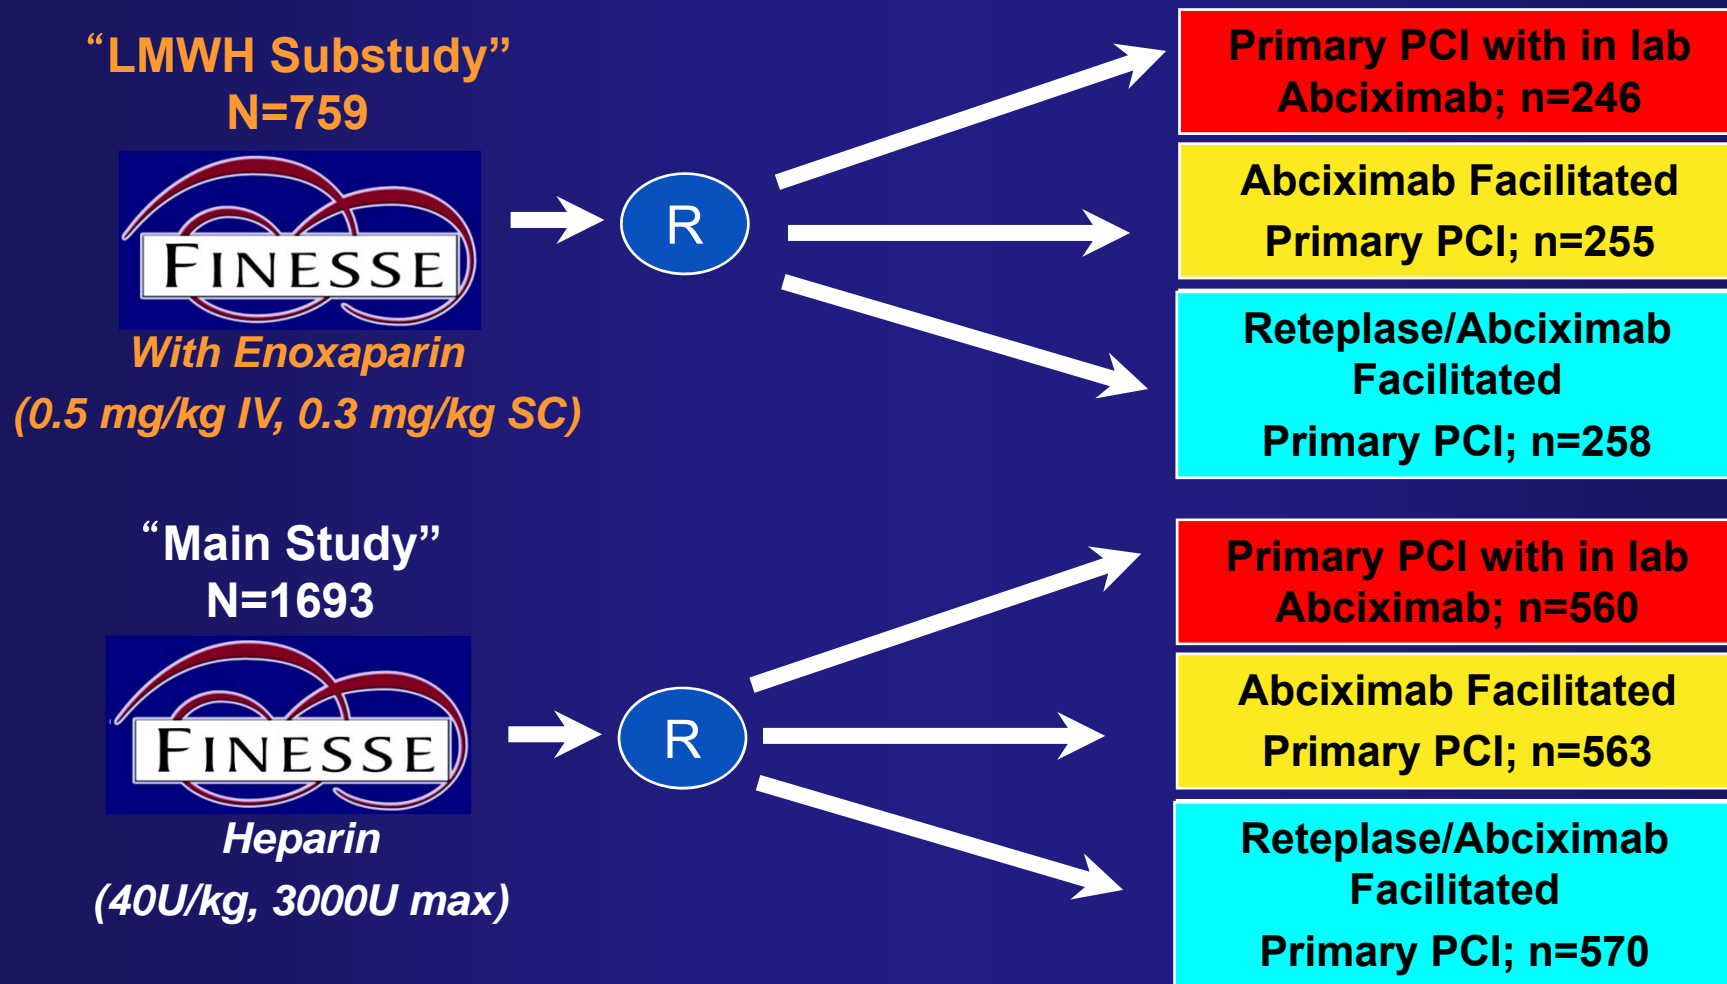 “LMWH Substudy”
N=759
FINESSE
With Enoxaparin
(0.5 mg/kg IV, 0.3 mg/kg SC)
R
Primary PCI with in lab
Abciximab; n=246
Abciximab Facilitated
Primary PCI; n=255
Reteplase/Abciximab
Facilitated
Primary PCI; n=258
“Main Study”
N=1693
FINESSE
Heparin
(40U/kg, 3000U max)
R
Primary PCI with in lab
Abciximab; n=560
Abciximab Facilitated
Primary PCI; n=563
Reteplase/Abciximab
Facilitated
Primary PCI; n=570